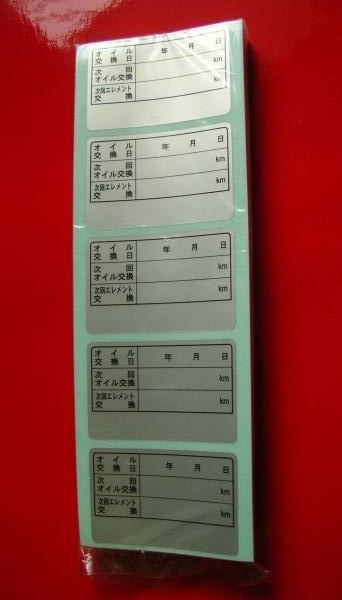 オイル 年 月 日
交換日
次回 km
オイル交換
次回エレメント km
交換
オイル 年 月 日
交換日
次回 km
オイル交換
次回エレメント km
交換
オイル 年 月 日
交換日
次回 km
オイル交換
次回エレメント km
交換
オイル 年 月 日
交換日
次回 km
オイル交換
次回エレメント km
交換
オイル 年 月 日
交換日
次回 km
オイル交換
次回エレメント km
交換